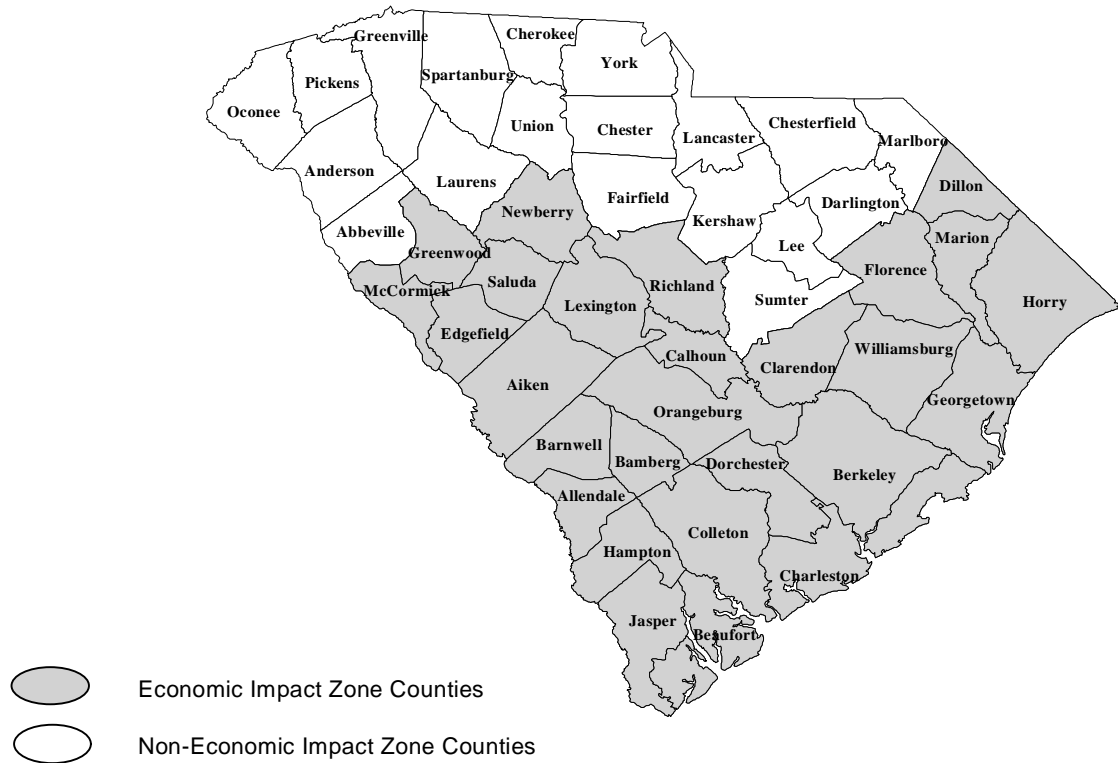 Greenville
Cherokee
York
Pickens
Spartanburg
Oconee
Union
Chester
Lancaster
Chesterfield
Marlboro
Anderson
Laurens
Dillon
Newberry
Fairfield
Darlington
Abbeville
Kershaw
Lee
Marion
Greenwood
Florence
McCormick
Saluda
Lexington
Richland
Sumter
Horry
Edgefield
Calhoun
Clarendon
Williamsburg
Aiken
Georgetown
Orangeburg
Barnwell
Bamberg
Dorchester
Berkeley
Allendale
Colleton
Hampton
Charleston
Jasper
Beaufort
Economic Impact Zone Counties
Non-Economic Impact Zone Counties